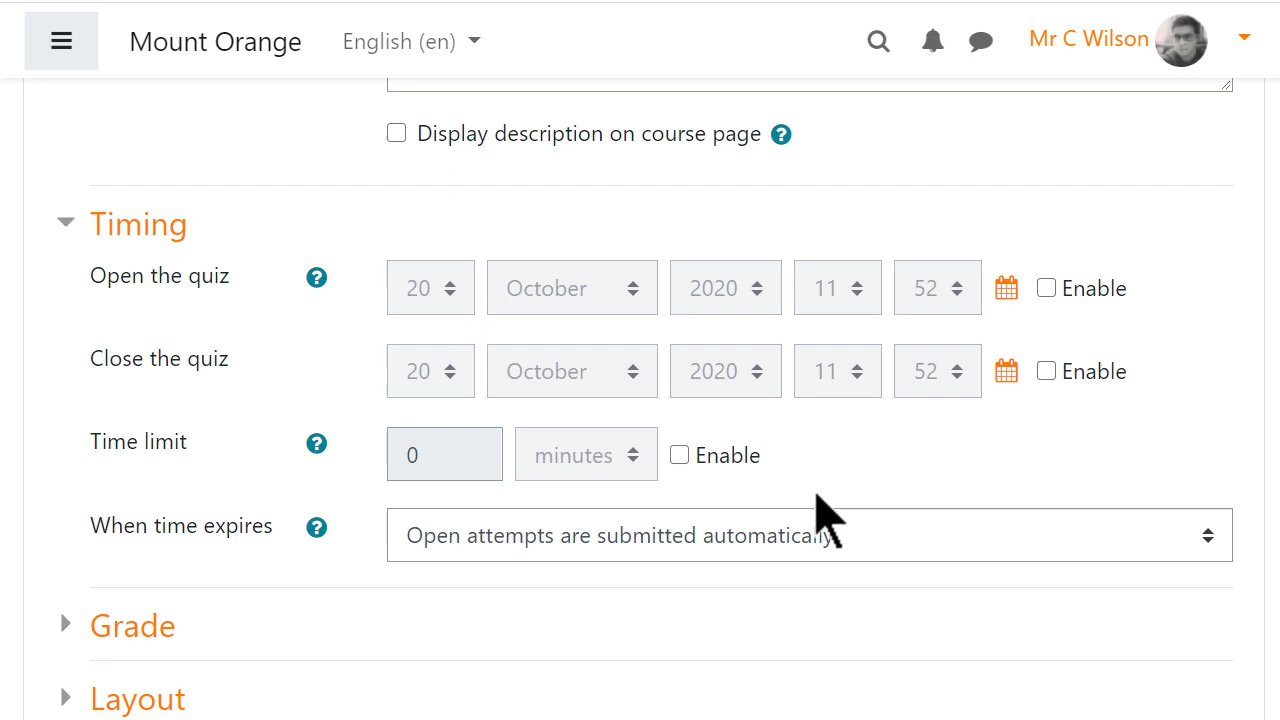 Mount Orange English (en) Mr C Wilson
Display description on course page ?
Timing
Open the quiz ? 20 October 2020 11 52 Enable
Close the quiz 20 October 2020 11 52 Enable
Time limit ? 0 minutes Enable
When time expires ? Open attempts are submitted automatically
Grade
Layout